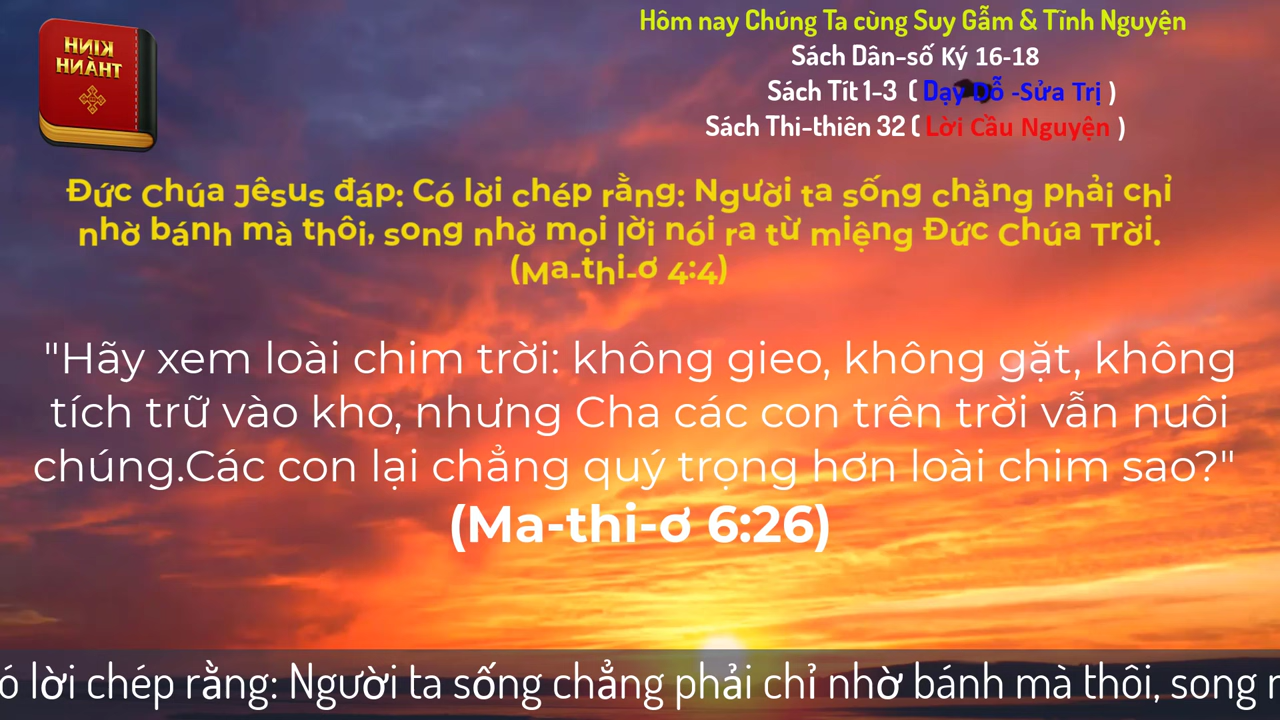 KINH
THÁNH
Hôm nay Chúng Ta cùng Suy Gẫm & Tĩnh Nguyện
Sách Dân-số Ký 16-18
Sách Tít 1-3 ( Dạy Dỗ -Sửa Trị )
Sách Thi-thiên 32 ( Lời Cầu Nguyện )
Đức Chúa Jêsus đáp: Có lời chép rằng: Người ta sống chẳng phải chỉ
nhờ bánh mà thôi, song nhờ mọi lời nói ra từ miệng Đức Chúa Trời.
(Ma-thi-ơ 4:4)
"Hãy xem loài chim trời: không gieo, không gặt, không
tích trữ vào kho, nhưng Cha các con trên trời vẫn nuôi
chúng.Các con lại chẳng quý trọng hơn loài chim sao?"
(Ma-thi-ơ 6:26)
ó lời chép rằng: Người ta sống chẳng phải chỉ nhờ bánh mà thôi, song